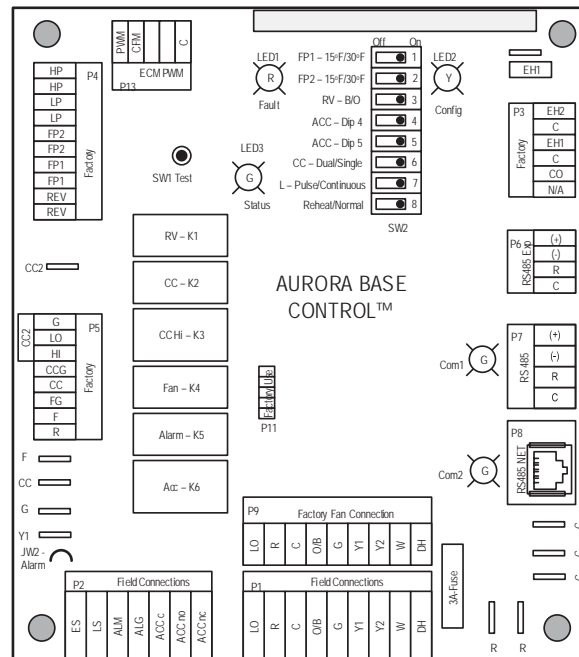 PWM
CFM
C
ECM PWM
P13
Off On
LED1
FP1 – 15ºF/30ºF 1
LED2
R
FP2 – 15ºF/30ºF 2
Y
Fault
RV – B/O 3
Config
ACC – Dip 4 4
ACC – Dip 5 5
CC – Dual/Single 6
L – Pulse/Continuous 7
Reheat/Normal 8
SW2
EH1
HP
HP
LP
LP
FP2
FP2
FP1
FP1
REV
REV
P4
Factory
SW1 Test
LED3
G
Status
P3
Factory
EH2
C
EH1
C
CO
N/A
RV – K1
CC – K2
CC Hi – K3
Fan – K4
Alarm – K5
Acc – K6
CC2
AURORA BASE
CONTROL™
P6
RS485 Exp
(+)
(-)
R
C
CC2
G
LO
HI
CCG
CC
FG
F
R
P5
Factory
Factory Use
P11
Com1
G
P7
RS 485
(+)
(-)
R
C
Com2
G
P8
RS485 NET
F
CC
G
Y1
JW2 -
Alarm
P9
Factory Fan Connection
LO
R
C
O/B
G
Y1
Y2
W
DH
P2
Field Connections
ES
LS
ALM
ALG
ACC c
ACC no
ACC nc
P1
Field Connections
LO
R
C
O/B
G
Y1
Y2
W
DH
3A-Fuse
R
R